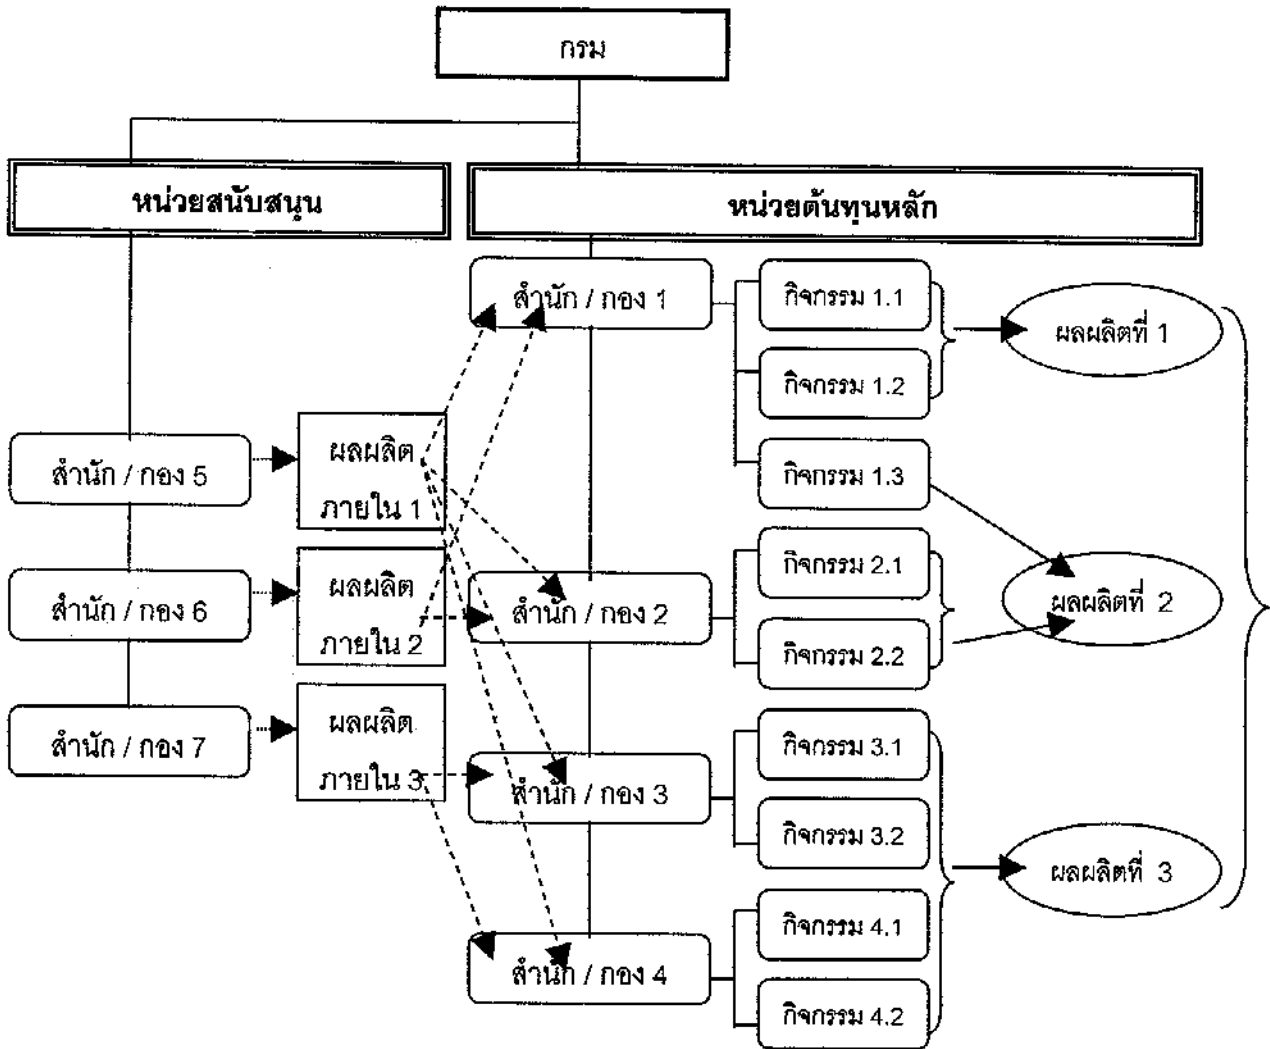 กรม
หน่วยสนับสนุน
หน่วยต้นทุนหลัก
สำนัก / กอง 1
กิจกรรม 1.1
ผลผลิตที่ 1
กิจกรรม 1.2
สำนัก / กอง 5
ผลผลิต
ภายใน 1
กิจกรรม 1.3
สำนัก / กอง 6
ผลผลิต
ภายใน 2
สำนัก / กอง 2
กิจกรรม 2.1
กิจกรรม 2.2
ผลผลิตที่ 2
สำนัก / กอง 7
ผลผลิต
ภายใน 3
สำนัก / กอง 3
กิจกรรม 3.1
กิจกรรม 3.2
ผลผลิตที่ 3
สำนัก / กอง 4
กิจกรรม 4.1
กิจกรรม 4.2